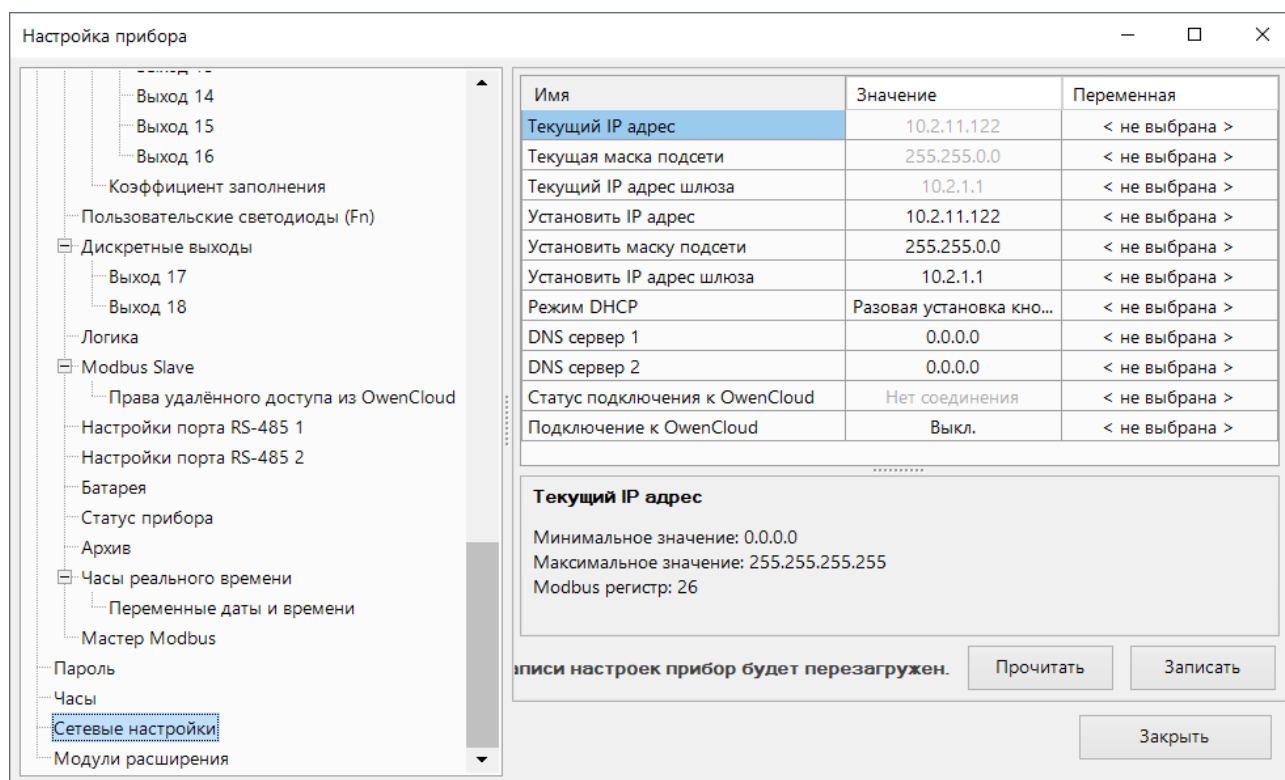 Настройка прибора
Выход 14
Выход 15
Выход 16
Коэффициент заполнения
Пользовательские светодиоды (Fn)
Дискретные выходы
Выход 17
Выход 18
Логика
Modbus Slave
Права удалённого доступа из OwenCloud
Настройки порта RS-485 1
Настройки порта RS-485 2
Батарея
Статус прибора
Архив
Часы реального времени
Переменные даты и времени
Мастер Modbus
Пароль
Часы
Сетевые настройки
Модули расширения
Имя Значение Переменная
Текущий IP адрес 10.2.11.122 < не выбрана >
Текущая маска подсети 255.255.0.0 < не выбрана >
Текущий IP адрес шлюза 10.2.1.1 < не выбрана >
Установить IP адрес 10.2.11.122 < не выбрана >
Установить маску подсети 255.255.0.0 < не выбрана >
Установить IP адрес шлюза 10.2.1.1 < не выбрана >
Режим DHCP Разовая установка кно... < не выбрана >
DNS сервер 1 0.0.0.0 < не выбрана >
DNS сервер 2 0.0.0.0 < не выбрана >
Статус подключения к OwenCloud Нет соединения < не выбрана >
Подключение к OwenCloud Выкл. < не выбрана >
Текущий IP адрес
Минимальное значение: 0.0.0.0
Максимальное значение: 255.255.255.255
Modbus регистр: 26
настроек прибор будет перезагружен. Прочитать Записать
Закрыть